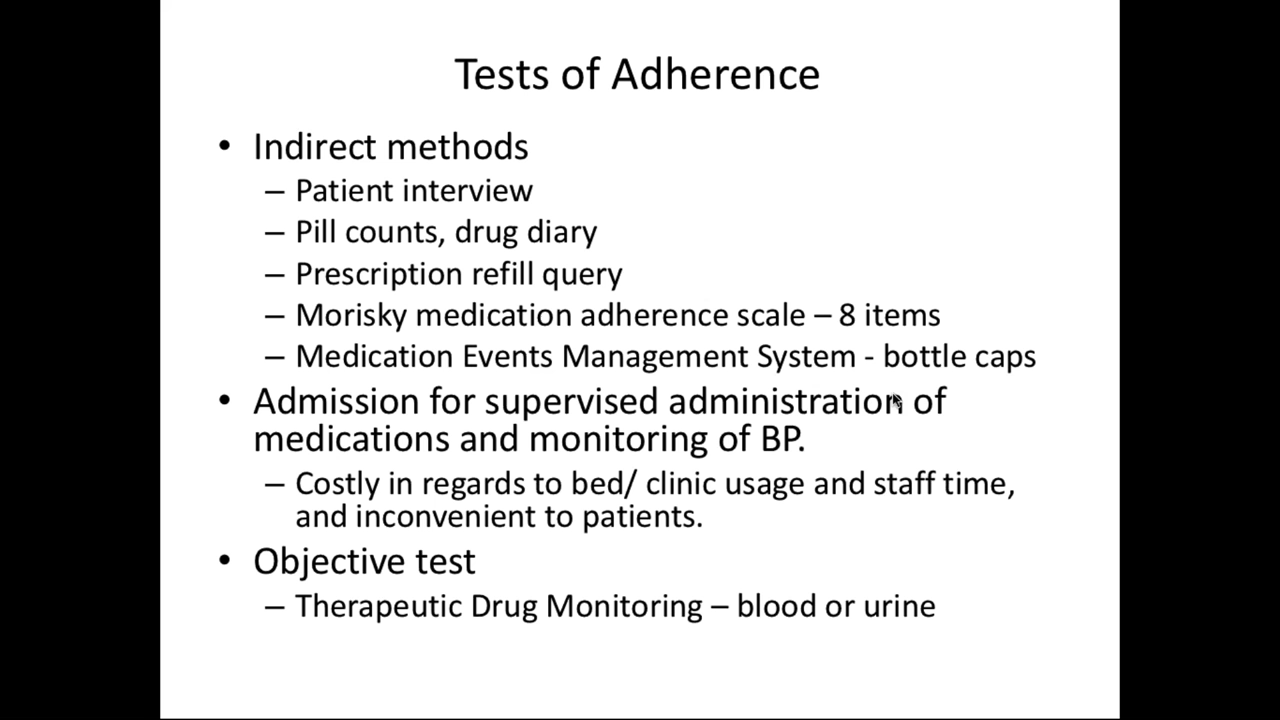 Tests of Adherence
• Indirect methods
– Patient interview
– Pill counts, drug diary
– Prescription refill query
– Morisky medication adherence scale – 8 items
– Medication Events Management System - bottle caps
• Admission for supervised administration of
medications and monitoring of BP.
– Costly in regards to bed/ clinic usage and staff time,
and inconvenient to patients.
• Objective test
– Therapeutic Drug Monitoring – blood or urine